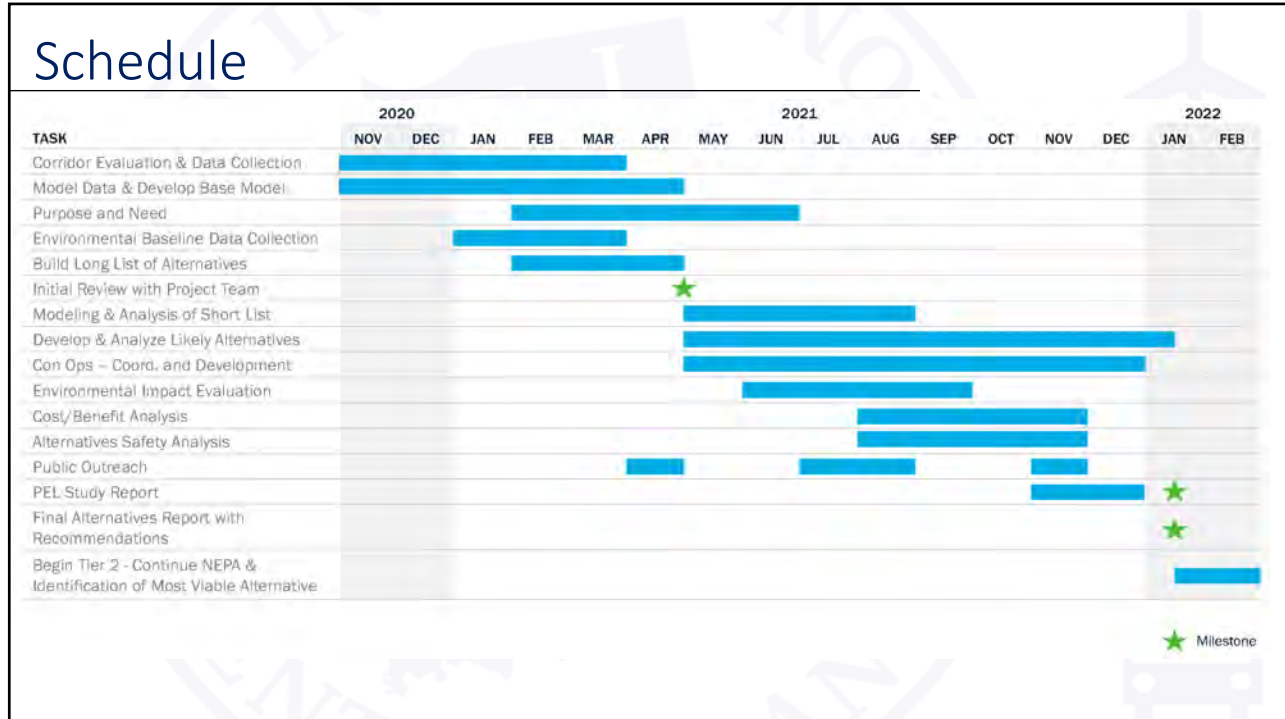 Schedule
2020 2021 2022
TASK NOV DEC JAN FEB MAR APR MAY JUN JUL AUG SEP OCT NOV DEC JAN FEB
Corridor Evaluation & Data Collection
Model Data & Develop Base Model
Purpose and Need
Environmental Baseline Data Collection
Build Long List of Alternatives
Initial Review with Project Team
Modeling & Analysis of Short List
Develop & Analyze Likely Alternatives
Con Ops – Coord. and Development
Environmental Impact Evaluation
Cost/Benefit Analysis
Alternatives Safety Analysis
Public Outreach
PEL Study Report
Final Alternatives Report with
Recommendations
Begin Tier 2 - Continue NEPA &
Identification of Most Viable Alternative
Milestone